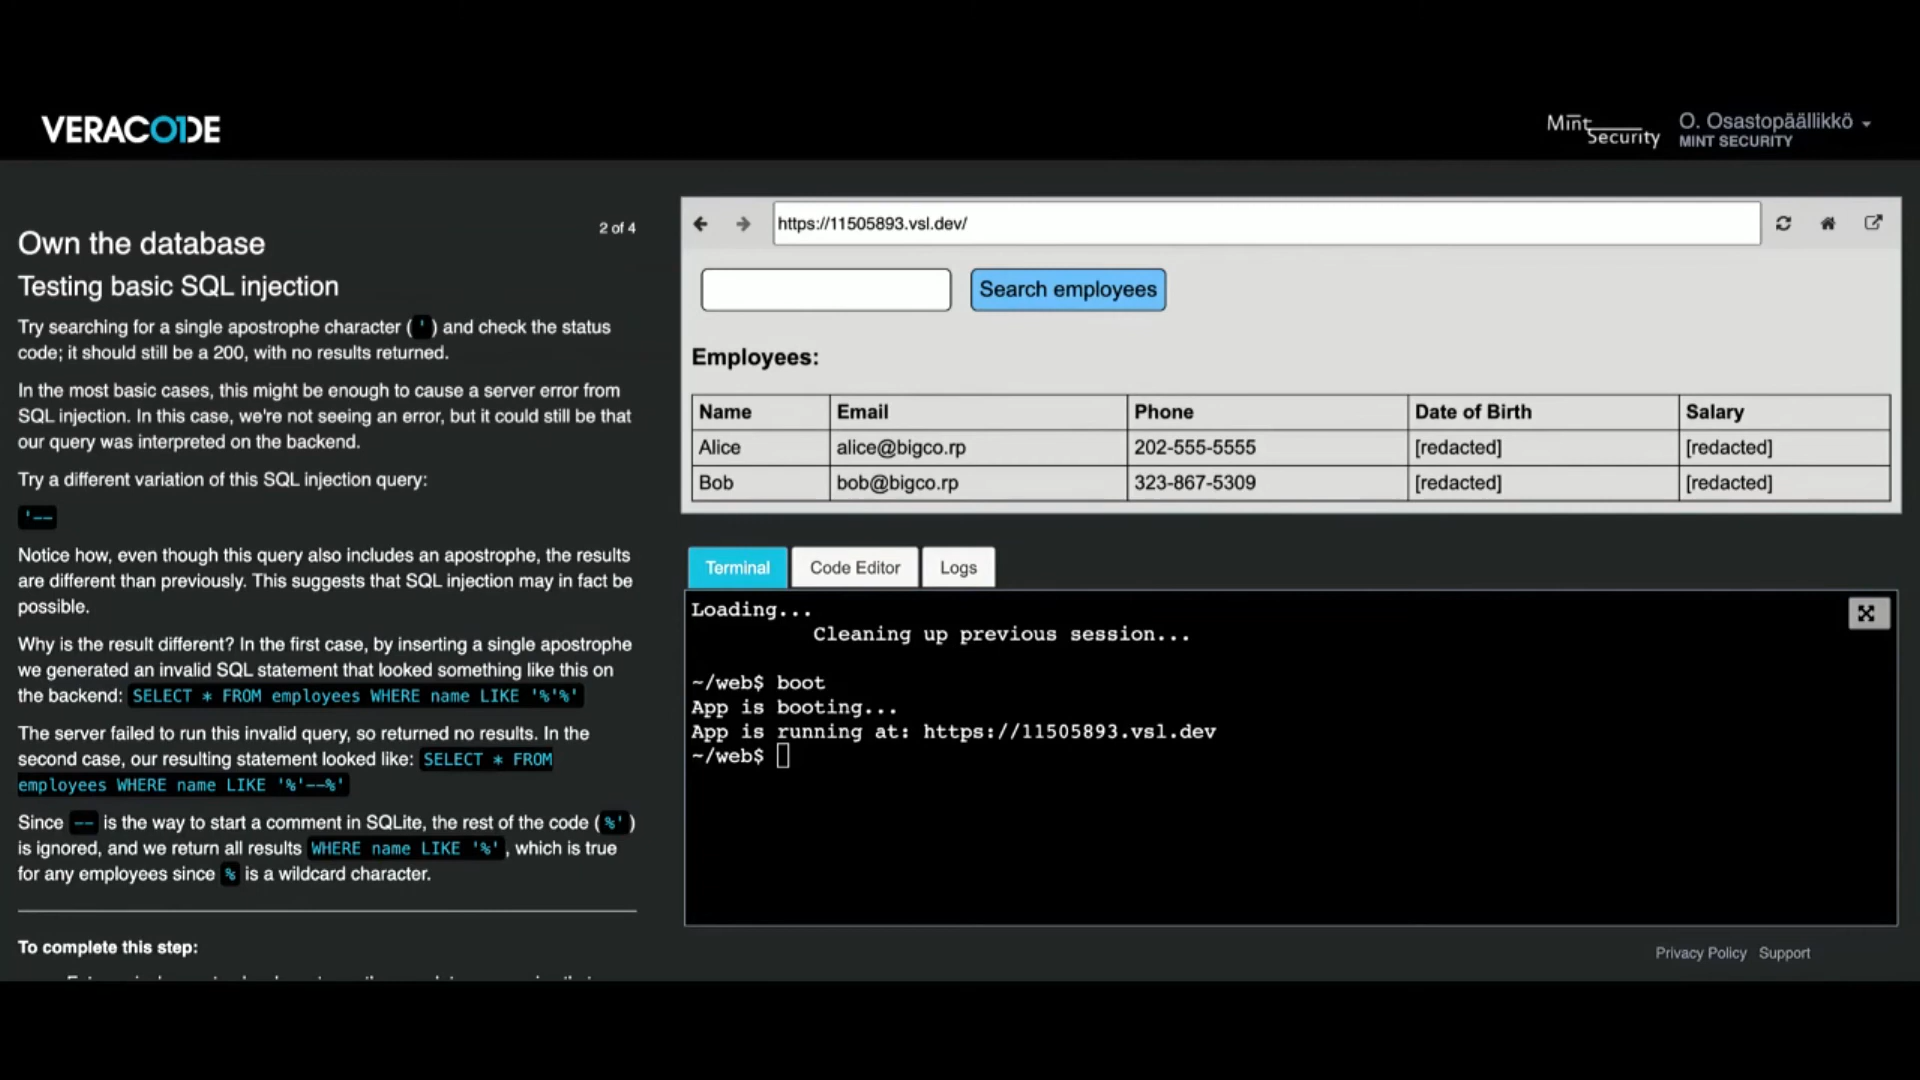 VERACODE
Mint Security
O. Osastopäällikkö
MINT SECURITY
2 of 4
Own the database
Testing basic SQL injection
Try searching for a single apostrophe character ( ' ) and check the status
code; it should still be a 200, with no results returned.
In the most basic cases, this might be enough to cause a server error from
SQL injection. In this case, we're not seeing an error, but it could still be that
our query was interpreted on the backend.
Try a different variation of this SQL injection query:
'--
Notice how, even though this query also includes an apostrophe, the results
are different than previously. This suggests that SQL injection may in fact be
possible.
Why is the result different? In the first case, by inserting a single apostrophe
we generated an invalid SQL statement that looked something like this on
the backend: SELECT * FROM employees WHERE name LIKE '%'%'
The server failed to run this invalid query, so returned no results. In the
second case, our resulting statement looked like: SELECT * FROM
employees WHERE name LIKE '%'--%'
Since -- is the way to start a comment in SQLite, the rest of the code ( %' )
is ignored, and we return all results WHERE name LIKE '%' , which is true
for any employees since % is a wildcard character.
To complete this step:
https://11505893.vsl.dev/
Search employees
Employees:
Name Email Phone Date of Birth Salary
Alice alice@bigco.rp 202-555-5555 [redacted] [redacted]
Bob bob@bigco.rp 323-867-5309 [redacted] [redacted]
Terminal Code Editor Logs
Loading...
Cleaning up previous session...
~/web$ boot
App is booting...
App is running at: https://11505893.vsl.dev
~/web$
Privacy Policy Support